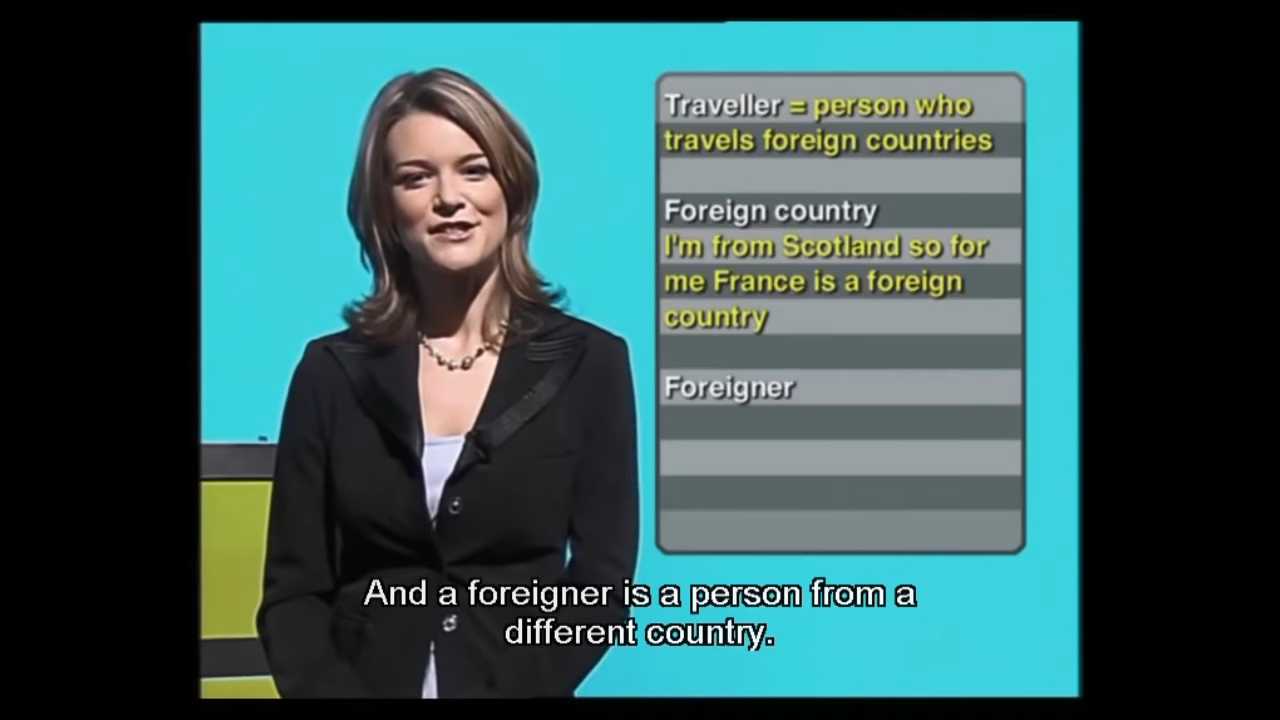 Traveller = person who
travels foreign countries
Foreign country
I'm from Scotland so for
me France is a foreign
country
Foreigner
And a foreigner is a person from a
different country.